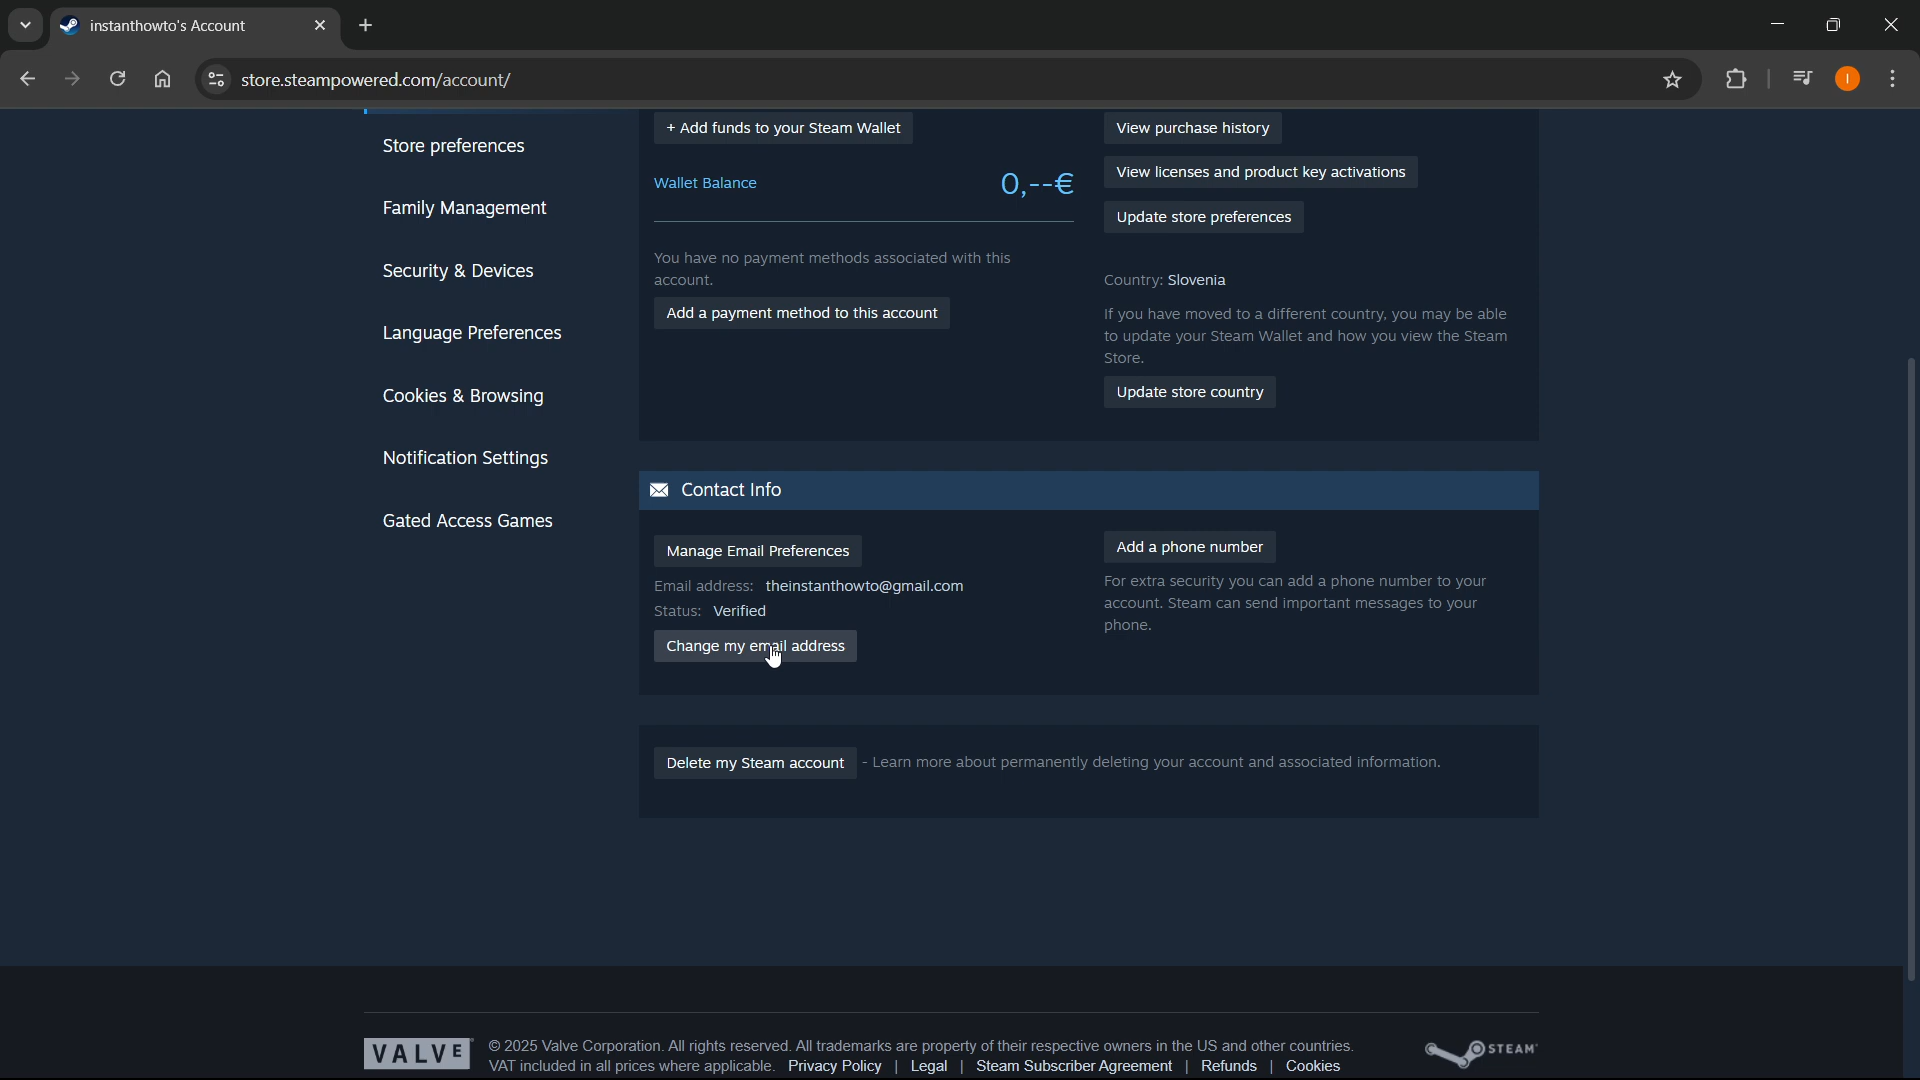 instanthowto's Account
store.steampowered.com/account/
I
Store preferences
Family Management
Security & Devices
Language Preferences
Cookies & Browsing
Notification Settings
Gated Access Games
+ Add funds to your Steam Wallet
Wallet Balance 0,--€
You have no payment methods associated with this
account.
Add a payment method to this account
View purchase history
View licenses and product key activations
Update store preferences
Country: Slovenia
If you have moved to a different country, you may be able
to update your Steam Wallet and how you view the Steam
Store.
Update store country
Contact Info
Manage Email Preferences
Email address: theinstanthowto@gmail.com
Status: Verified
Change my email address
Add a phone number
For extra security you can add a phone number to your
account. Steam can send important messages to your
phone.
Delete my Steam account - Learn more about permanently deleting your account and associated information.
VALVE
© 2025 Valve Corporation. All rights reserved. All trademarks are property of their respective owners in the US and other countries.
VAT included in all prices where applicable. Privacy Policy | Legal | Steam Subscriber Agreement | Refunds | Cookies
STEAM